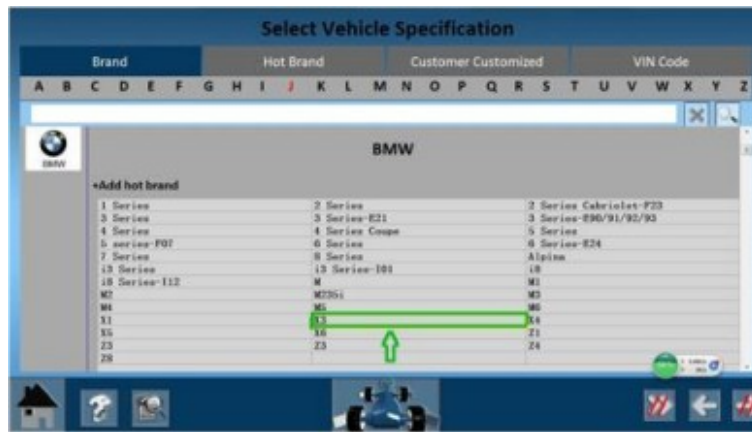 Select Vehicle Specification
Brand Hot Brand Customer Customized VIN Code
A B C D E F G H I J K L M N O P Q R S T U V W X Y Z
BMW
BMW
+Add hot brand
1 Series 2 Series 2 Series Cabriolet-F23
3 Series 3 Series-E21 3 Series-E90/91/92/93
4 Series 4 Series Coupe 5 Series
5 series-F07 6 Series 6 Series-E24
7 Series 8 Series Alpina
i3 Series i3 Series-I01 i8
i8 Series-I12 M M1
M2 M235i M3
M4 M5 M6
X1 X3 X4
X5 X6 Z1
Z3 Z3 Z4
Z8